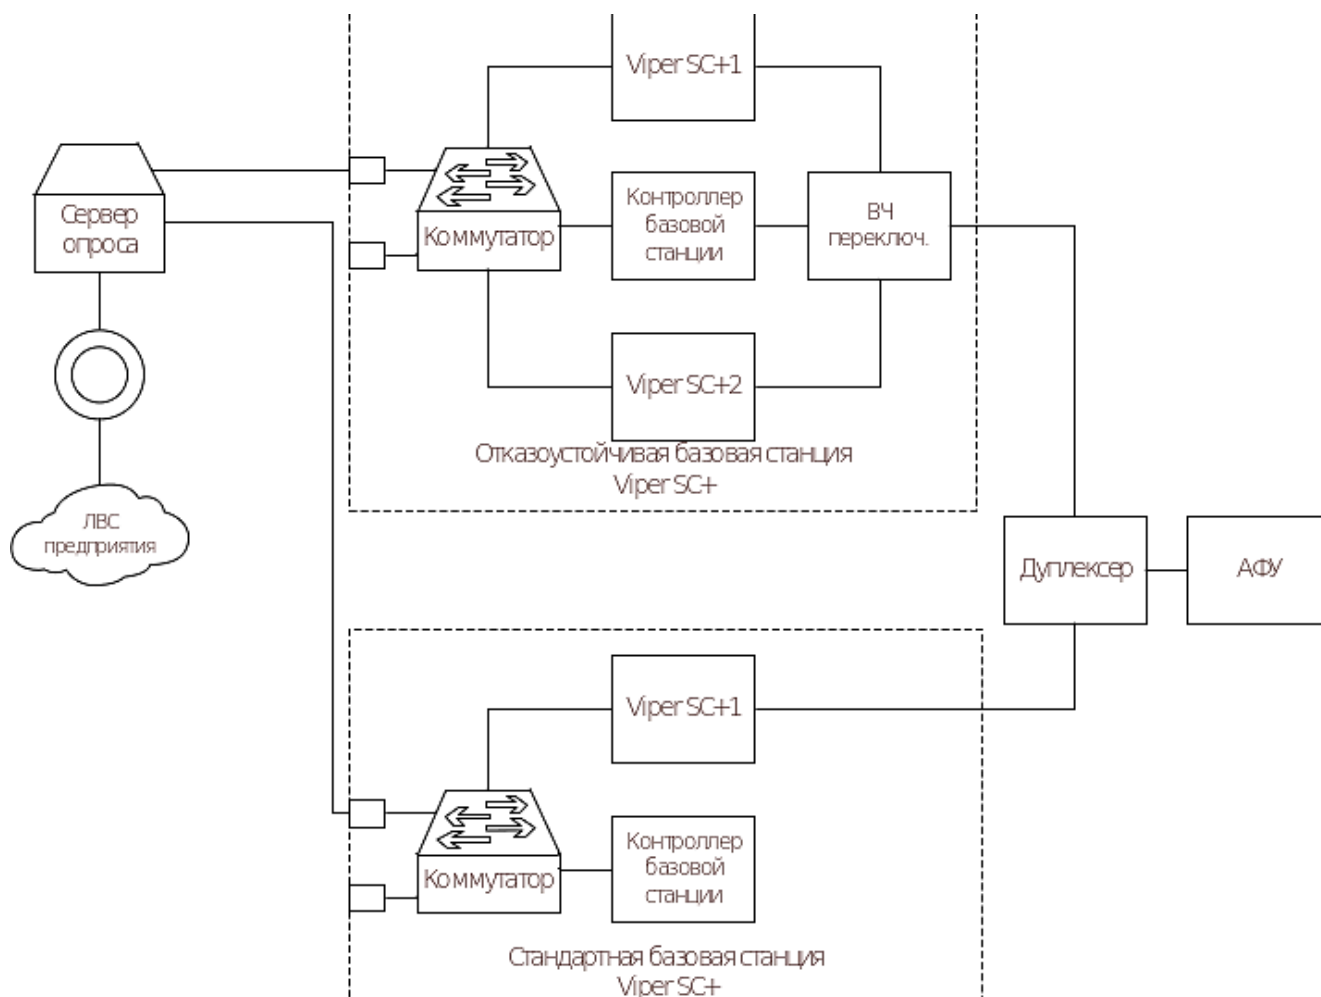 Viper SC+1
Сервер
опроса
Коммутатор
Контроллер
базовой
станции
ВЧ
переключ.
Viper SC+2
Отказоустойчивая базовая станция
Viper SC+
ЛВС
предприятия
Дуплексер
АФУ
Viper SC+1
Коммутатор
Контроллер
базовой
станции
Стандартная базовая станция
Viper SC+